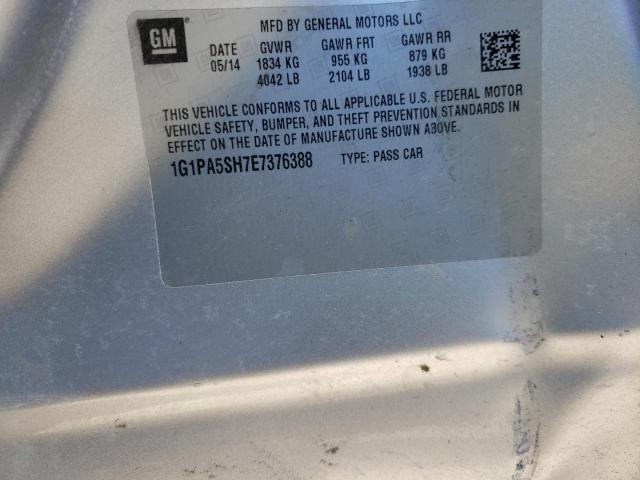 MFD BY GENERAL MOTORS LLC
GM
DATE GVWR GAWR FRT GAWR RR
05/14 1834 KG 955 KG 879 KG
4042 LB 2104 LB 1938 LB
THIS VEHICLE CONFORMS TO ALL APPLICABLE U.S. FEDERAL MOTOR
VEHICLE SAFETY, BUMPER, AND THEFT PREVENTION STANDARDS IN
EFFECT ON THE DATE OF MANUFACTURE SHOWN ABOVE.
1G1PA5SH7E7376388 TYPE: PASS CAR